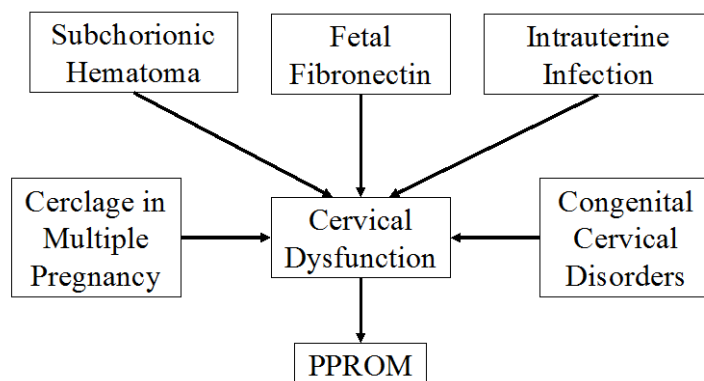 Subchorionic
Hematoma
Fetal
Fibronectin
Intrauterine
Infection
Cerclage in
Multiple
Pregnancy
Cervical
Dysfunction
Congenital
Cervical
Disorders
PPROM